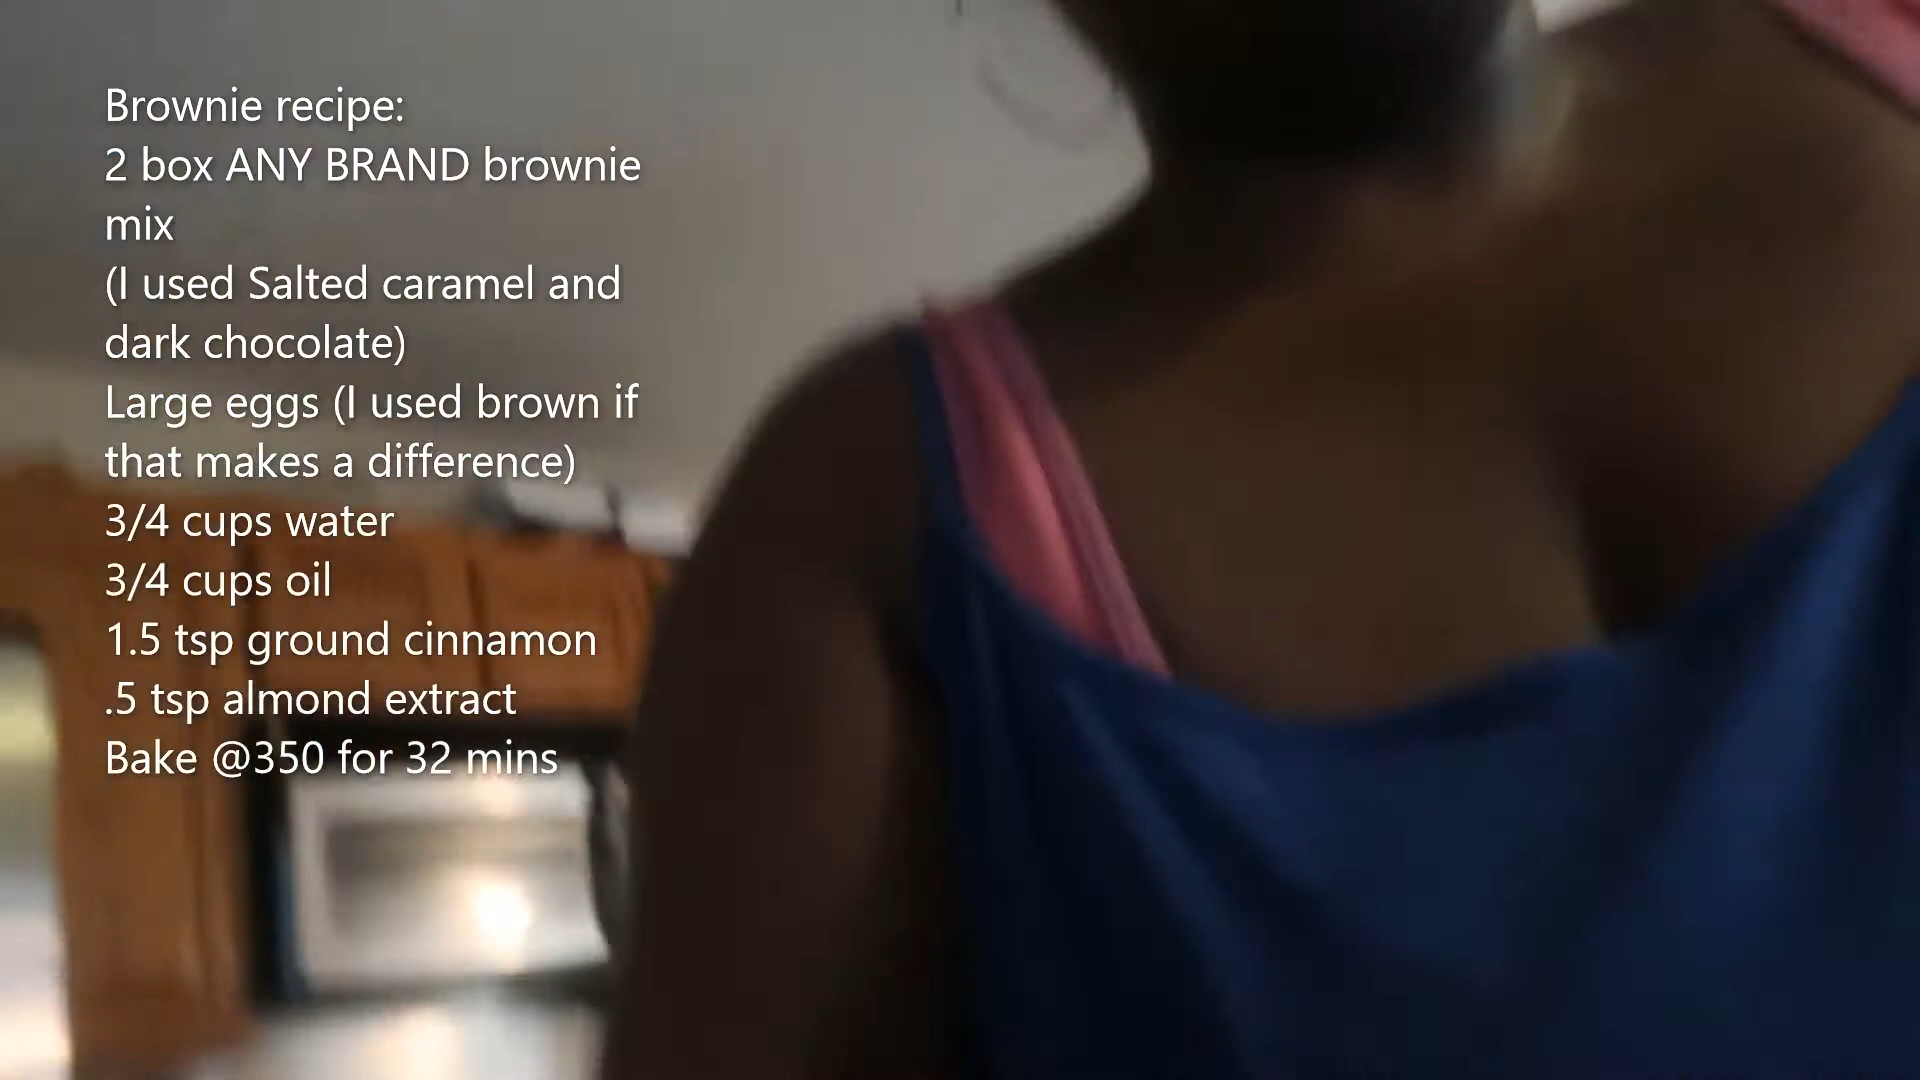 Brownie recipe:
2 box ANY BRAND brownie
mix
(I used Salted caramel and
dark chocolate)
Large eggs (I used brown if
that makes a difference)
3/4 cups water
3/4 cups oil
1.5 tsp ground cinnamon
.5 tsp almond extract
Bake @350 for 32 mins